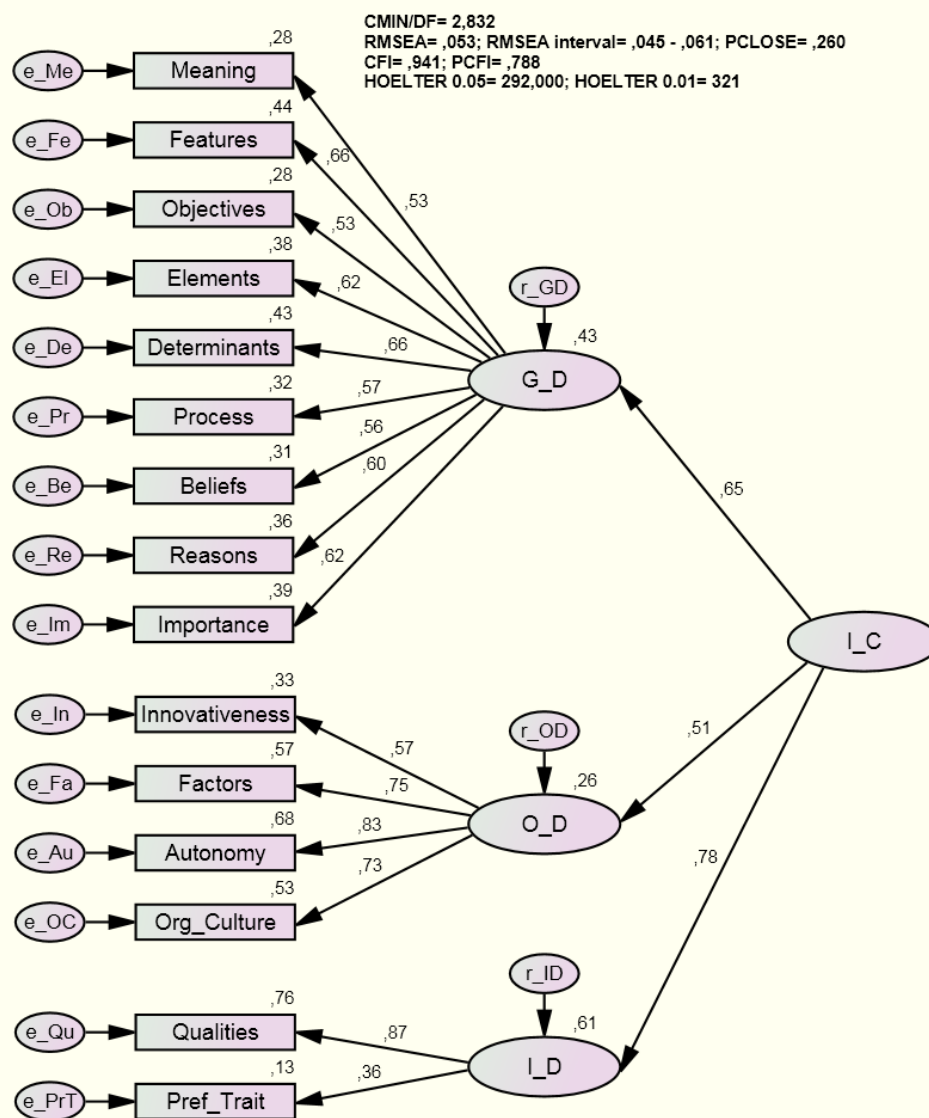 CMIN/DF= 2,832
RMSEA= ,053; RMSEA interval= ,045 - ,061; PCLOSE= ,260
CFI= ,941; PCFI= ,788
HOELTER 0.05= 292,000; HOELTER 0.01= 321
,28
e_Me
Meaning
,44
e_Fe
Features
,66
,28
e_Ob
Objectives
,53
,53
,38
e_El
Elements
,62
r_GD
,43
e_De
Determinants
,66
,43
G_D
,32
e_Pr
Process
,57
,56
,31
e_Be
Beliefs
,60
,65
,36
e_Re
Reasons
,62
,39
e_Im
Importance
I_C
,33
e_In
Innovativeness
r_OD
,51
,57
e_Fa
Factors
,57
,75
,26
O_D
,68
e_Au
Autonomy
,83
,73
,78
,53
e_OC
Org_Culture
r_ID
,76
e_Qu
Qualities
,87
,61
I_D
,13
e_PrT
Pref_Trait
,36